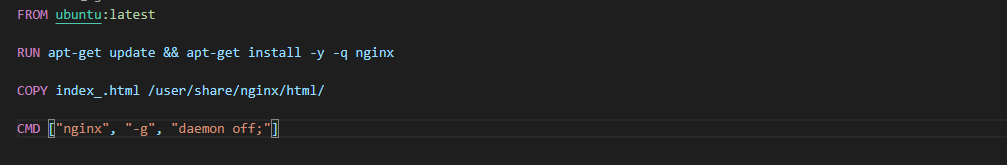 FROM ubuntu:latest
RUN apt-get update && apt-get install -y -q nginx
COPY index_.html /user/share/nginx/html/
CMD ["nginx", "-g", "daemon off;"]